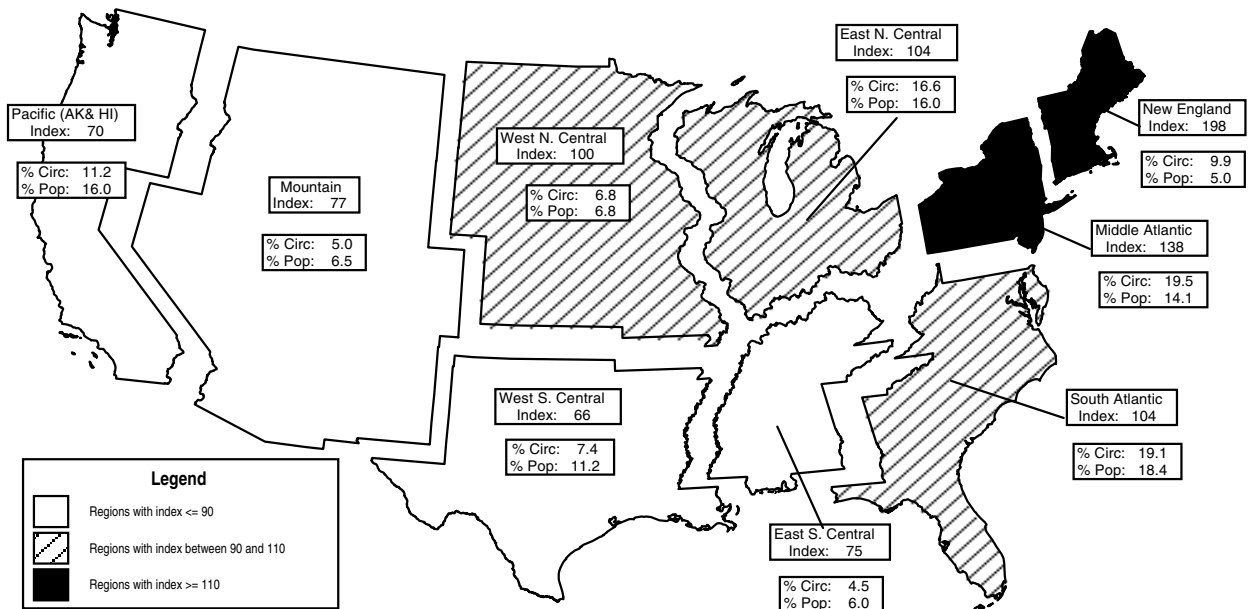 East N. Central
Index: 104
% Circ: 16.6
% Pop: 16.0
Pacific (AK& HI)
Index: 70
% Circ: 11.2
% Pop: 16.0
Mountain
Index: 77
% Circ: 5.0
% Pop: 6.5
West N. Central
Index: 100
% Circ: 6.8
% Pop: 6.8
New England
Index: 198
% Circ: 9.9
% Pop: 5.0
Middle Atlantic
Index: 138
% Circ: 19.5
% Pop: 14.1
West S. Central
Index: 66
% Circ: 7.4
% Pop: 11.2
South Atlantic
Index: 104
% Circ: 19.1
% Pop: 18.4
East S. Central
Index: 75
% Circ: 4.5
% Pop: 6.0
Legend
Regions with index <= 90
Regions with index between 90 and 110
Regions with index >= 110